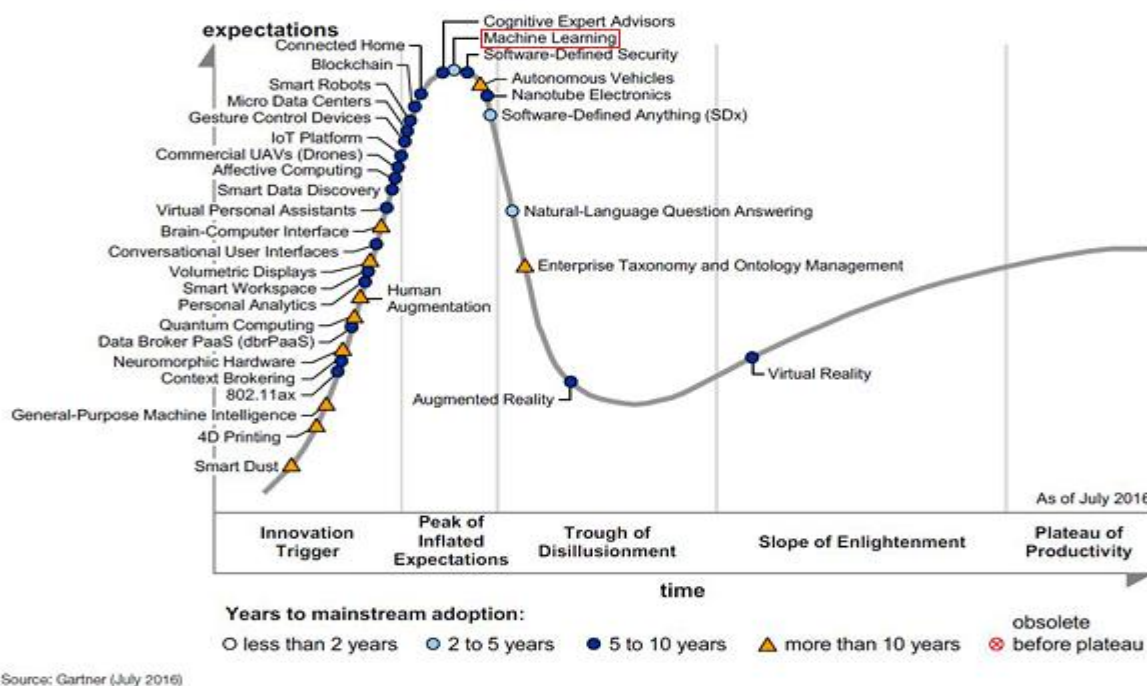 expectations
Connected Home
Blockchain
Smart Robots
Micro Data Centers
Gesture Control Devices
IoT Platform
Commercial UAVs (Drones)
Affective Computing
Smart Data Discovery
Virtual Personal Assistants
Brain-Computer Interface
Conversational User Interfaces
Volumetric Displays
Smart Workspace
Personal Analytics
Quantum Computing
Data Broker PaaS (dbrPaaS)
Neuromorphic Hardware
Context Brokering
802.11ax
General-Purpose Machine Intelligence
4D Printing
Smart Dust
Human
Augmentation
Cognitive Expert Advisors
Machine Learning
Software-Defined Security
Autonomous Vehicles
Nanotube Electronics
Software-Defined Anything (SDx)
Natural-Language Question Answering
Enterprise Taxonomy and Ontology Management
Augmented Reality
Virtual Reality
As of July 2016
Innovation
Trigger
Peak of
Inflated
Expectations
Trough of
Disillusionment
Slope of Enlightenment
Plateau of
Productivity
time
Years to mainstream adoption:
less than 2 years
2 to 5 years
5 to 10 years
more than 10 years
obsolete
before plateau
Source: Gartner (July 2016)